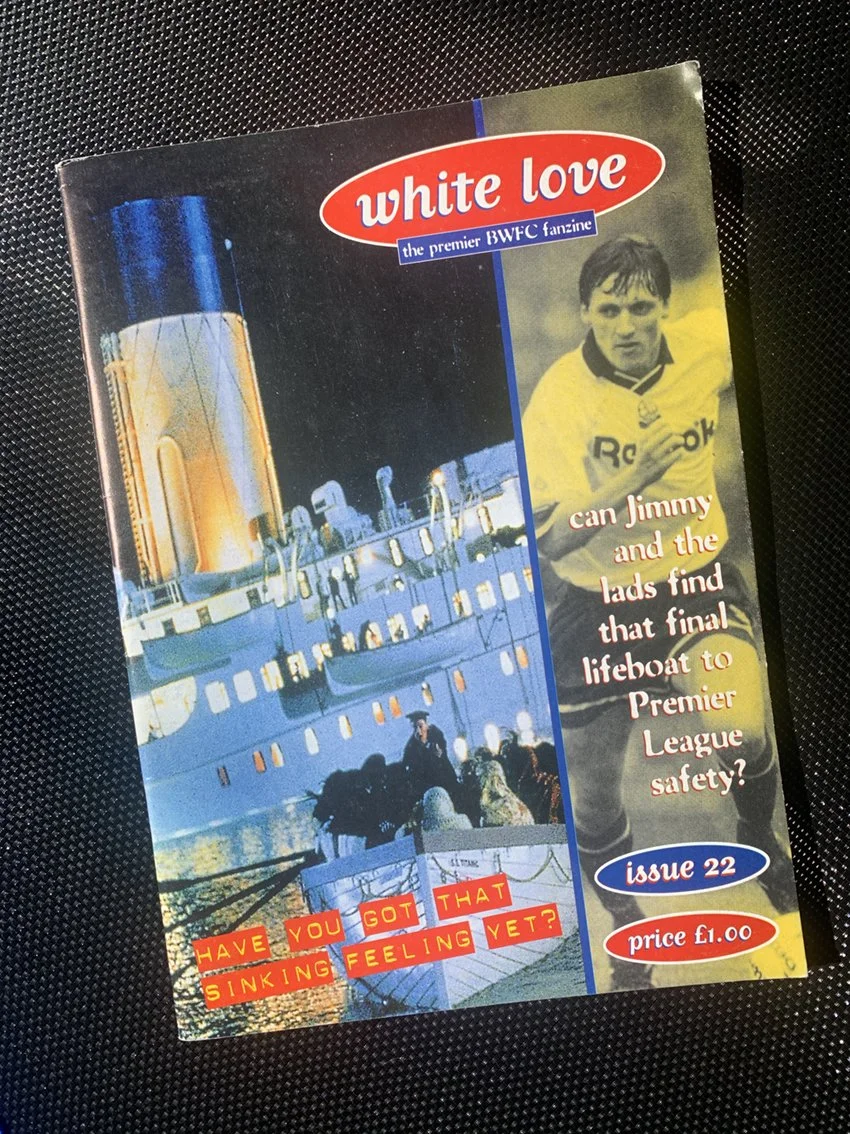 white love
the premier BWFC fanzine
can Jimmy
and the
lads find
that final
lifeboat to
Premier
League
safety?
issue 22
price £1.00
HAVE YOU GOT THAT
SINKING FEELING YET?